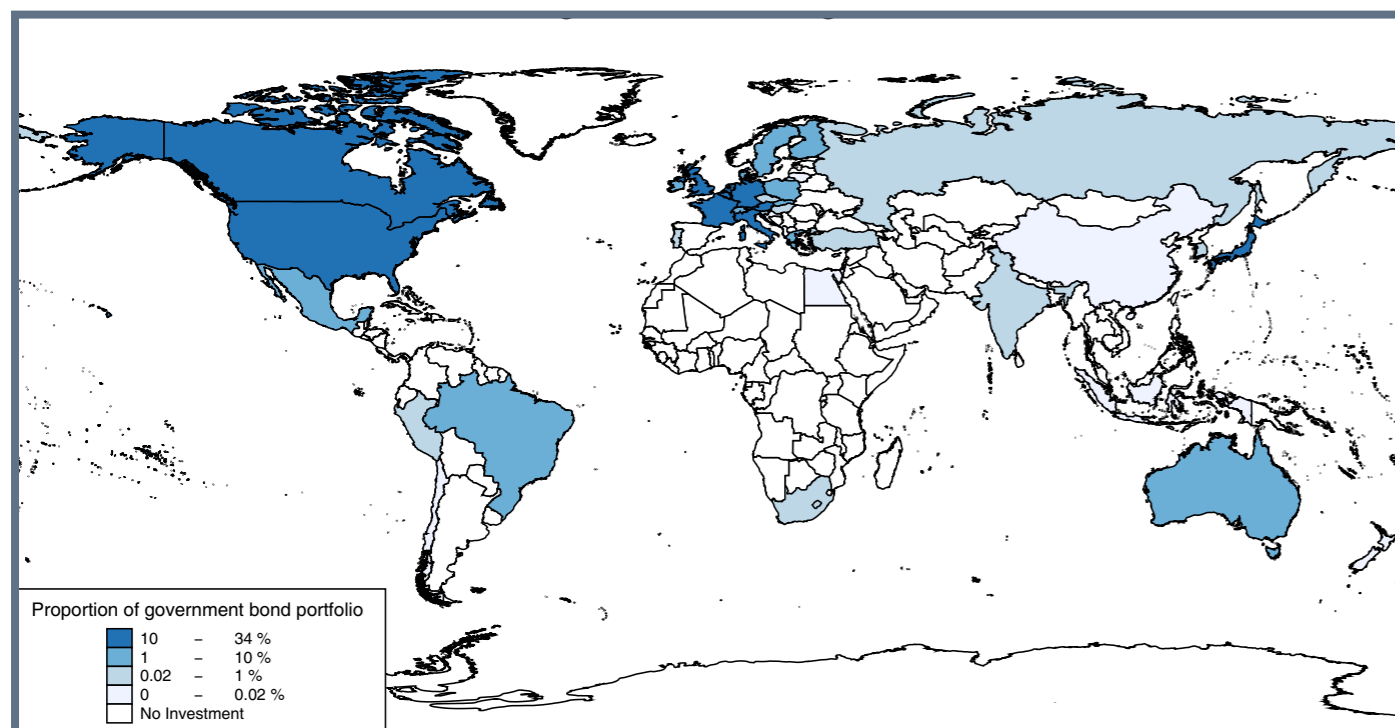 Proportion of government bond portfolio
10 – 34 %
1 – 10 %
0.02 – 1 %
0 – 0.02 %
No Investment